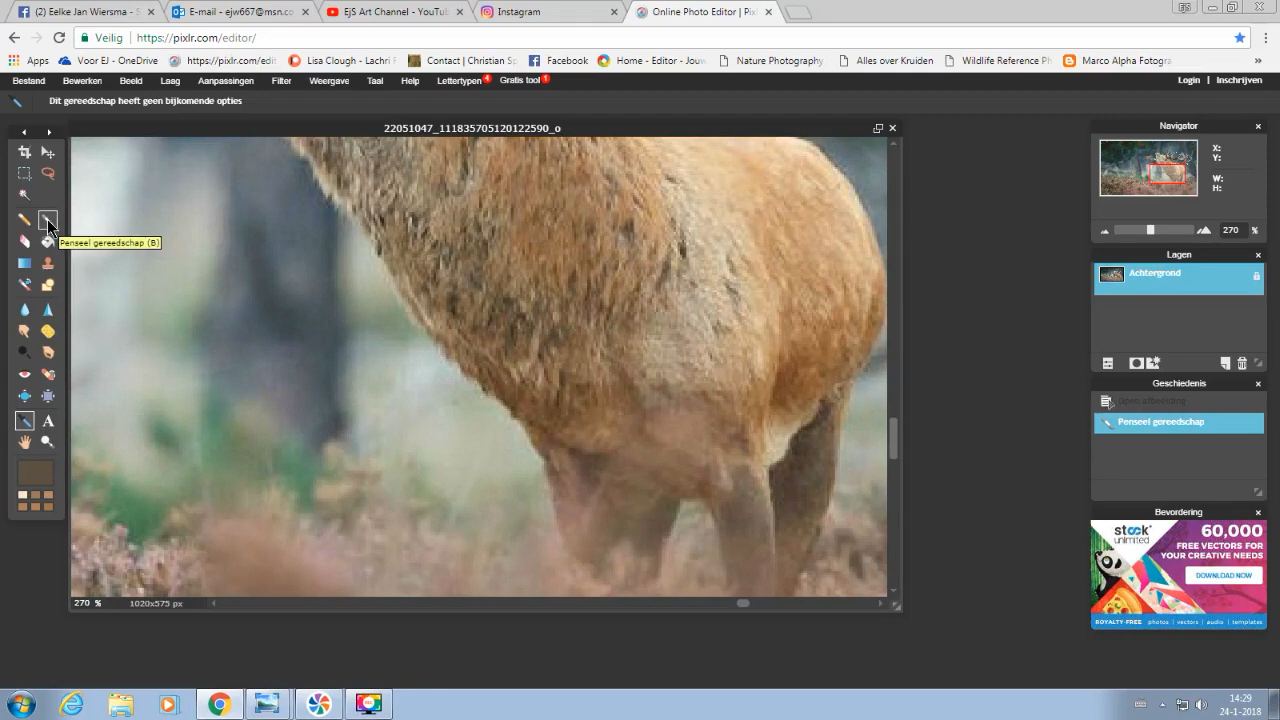 (2) Eelke Jan Wiersma - S
E-mail - ejw667@msn.co
EJS Art Channel - YouTub
Instagram
Online Photo Editor | Pixl
Veilig
https://pixlr.com/editor/
Apps
Voor EJ - OneDrive
https://pixlr.com/edit
Lisa Clough - Echri F
Contact | Christian Sp
Facebook
Home - Editor - Jouw
Nature Photography
Alles over Kruiden
Wildlife Reference Ph
Marco Alpha Fotogra
Bestand
Bewerken
Beeld
Laag
Aanpassingen
Filter
Weergave
Taal
Help
Lettertypen
Gratis tool
Login
Inschrijven
Dit gereedschap heeft geen bijkomende opties
22051047_111835705120122590_o
Penseel gereedschap (B)
270 %
1020x575 px
Navigator
X:
Y:
W:
H:
270 %
Lagen
Achtergrond
Geschiedenis
Open afbeelding
Penseel gereedschap
Bevordering
stock
unlimited
60,000
FREE VECTORS FOR
YOUR CREATIVE NEEDS
DOWNLOAD NOW
ROYALTY-FREE photos | vectors | audio | templates
14:29
24-1-2018